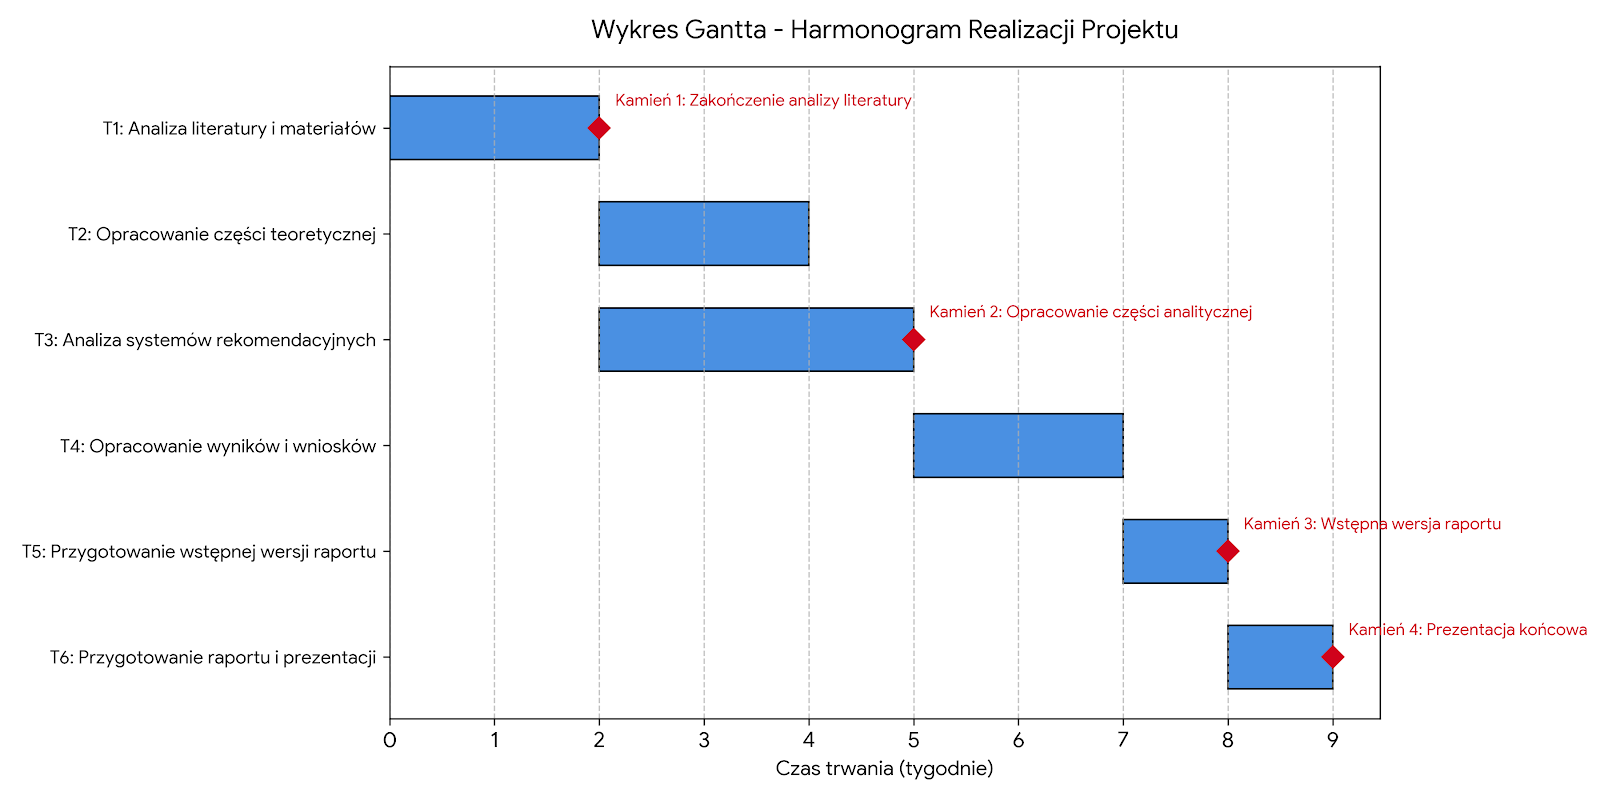 Wykres Gantta - Harmonogram Realizacji Projektu
Kamień 1: Zakończenie analizy literatury
T1: Analiza literatury i materiałów
T2: Opracowanie części teoretycznej
Kamień 2: Opracowanie części analitycznej
T3: Analiza systemów rekomendacyjnych
T4: Opracowanie wyników i wniosków
Kamień 3: Wstępna wersja raportu
T5: Przygotowanie wstępnej wersji raportu
Kamień 4: Prezentacja końcowa
T6: Przygotowanie raportu i prezentacji
0 1 2 3 4 5 6 7 8 9
Czas trwania (tygodnie)